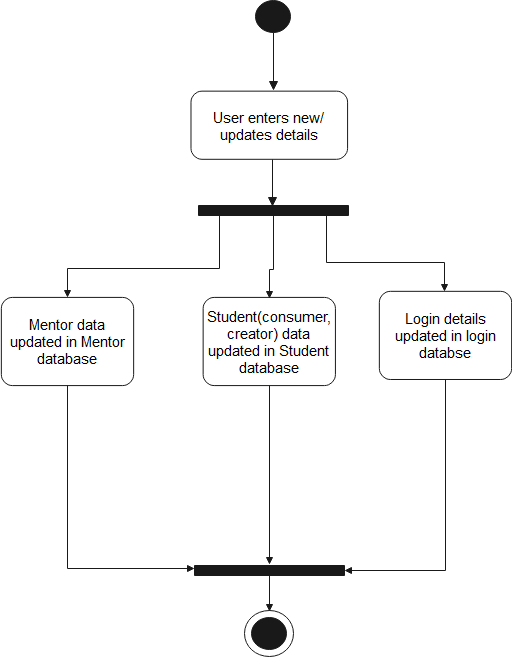 User enters new/
updates details
Mentor data
updated in Mentor
database
Student(consumer,
creator) data
updated in Student
database
Login details
updated in login
databse